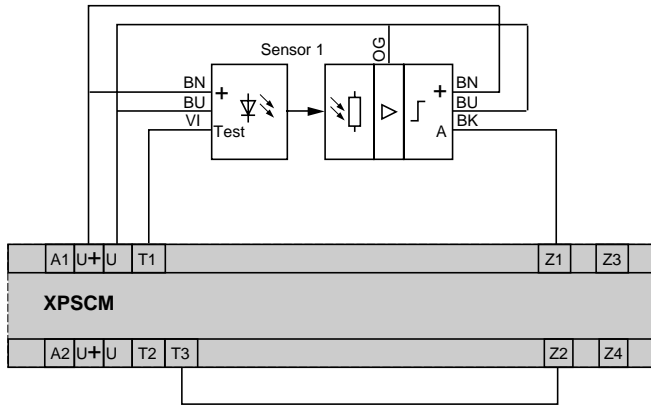 Sensor 1
OG
BN + + BN
BU BU
VI Test A BK
A1 U+ U T1 Z1 Z3
XPSCM
A2 U+ U T2 T3 Z2 Z4